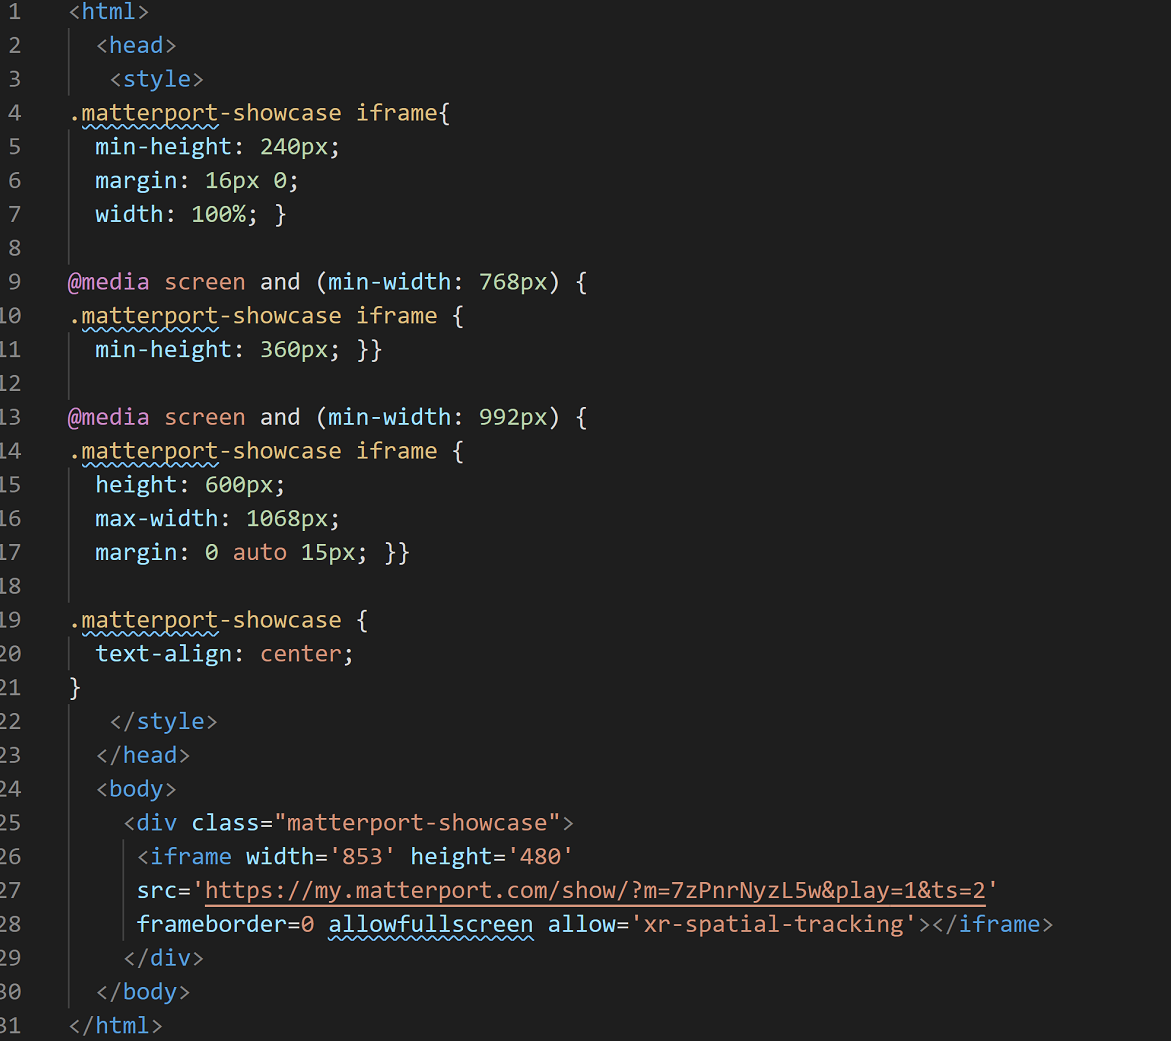 1 <html>
2 <head>
3 <style>
4 .matterport-showcase iframe{
5 min-height: 240px;
6 margin: 16px 0;
7 width: 100%; }
8
9 @media screen and (min-width: 768px) {
10 .matterport-showcase iframe {
11 min-height: 360px; }}
12
13 @media screen and (min-width: 992px) {
14 .matterport-showcase iframe {
15 height: 600px;
16 max-width: 1068px;
17 margin: 0 auto 15px; }}
18
19 .matterport-showcase {
20 text-align: center;
21 }
22 </style>
23 </head>
24 <body>
25 <div class="matterport-showcase">
26 <iframe width='853' height='480'
27 src='https://my.matterport.com/show/?m=7zPnrNyzL5w&play=1&ts=2'
28 frameborder=0 allowfullscreen allow='xr-spatial-tracking'></iframe>
29 </div>
30 </body>
31 </html>